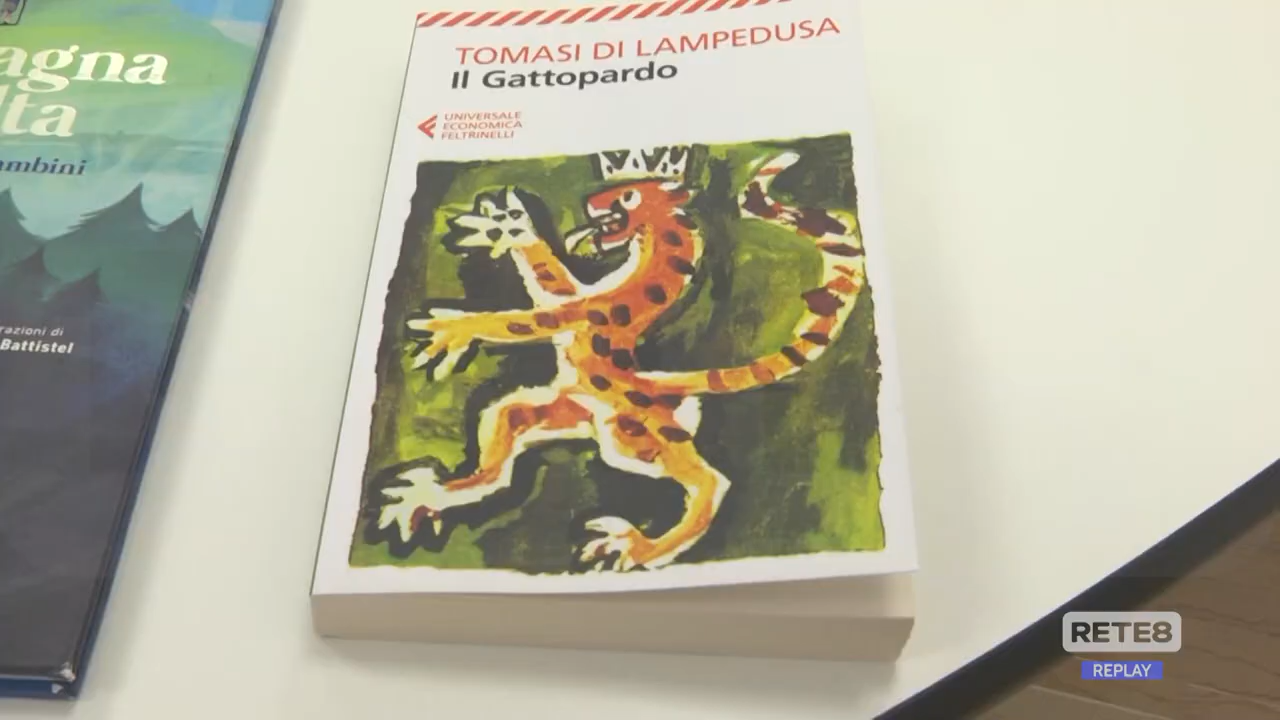 agna
lta
ambini
razioni di
Battistel
TOMASI DI LAMPEDUSA
Il Gattopardo
UNIVERSALE
ECONOMICA
FELTRINELLI
RETE8
REPLAY